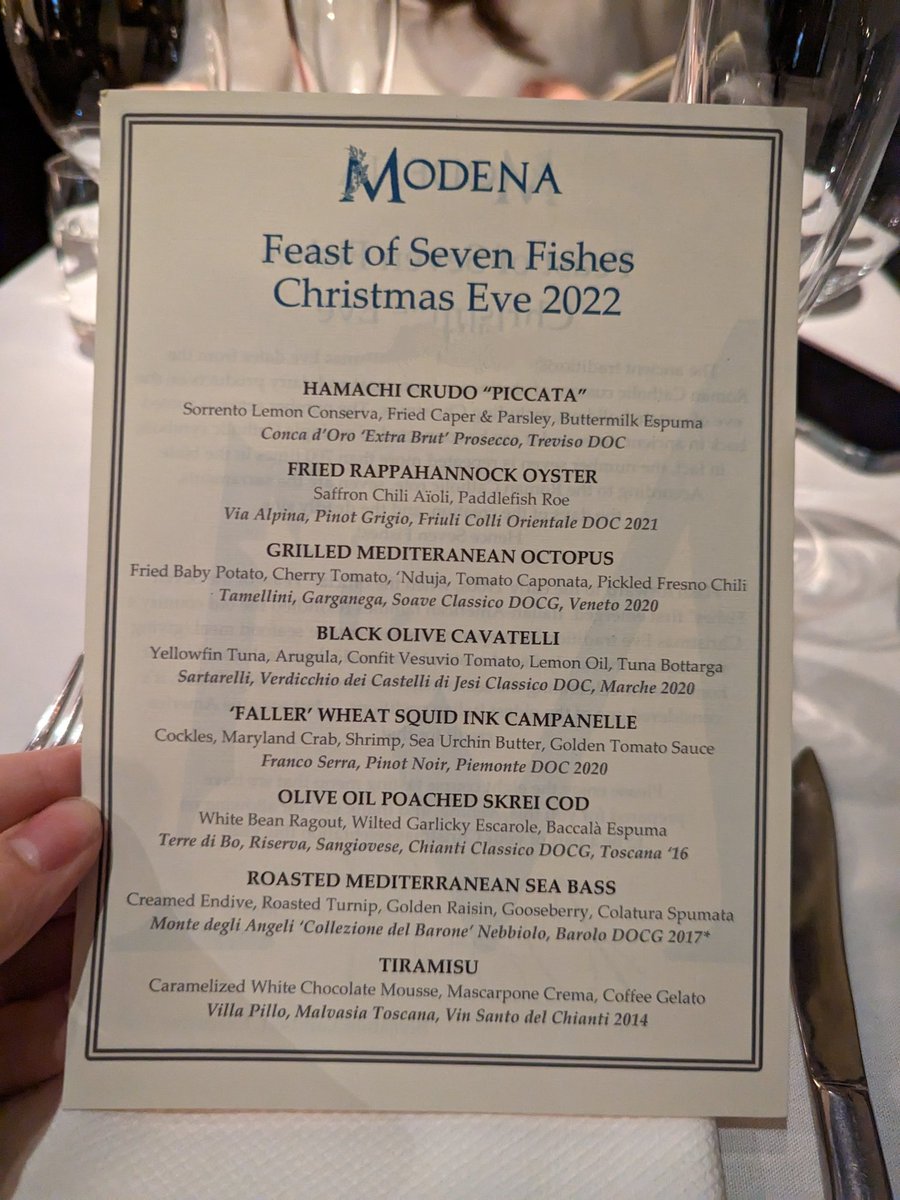 MODENA
Feast of Seven Fishes
Christmas Eve 2022
HAMACHI CRUDO “PICCATA”
Sorrento Lemon Conserva, Fried Caper & Parsley, Buttermilk Espuma
Conca d’Oro ‘Extra Brut’ Prosecco, Treviso DOC
FRIED RAPPAHANNOCK OYSTER
Saffron Chili Aïoli, Paddlefish Roe
Via Alpina, Pinot Grigio, Friuli Colli Orientale DOC 2021
GRILLED MEDITERANEAN OCTOPUS
Fried Baby Potato, Cherry Tomato, ‘Nduja, Tomato Caponata, Pickled Fresno Chili
Tamellini, Garganega, Soave Classico DOCG, Veneto 2020
BLACK OLIVE CAVATELLI
Yellowfin Tuna, Arugula, Confit Vesuvio Tomato, Lemon Oil, Tuna Bottarga
Sartarelli, Verdicchio dei Castelli di Jesi Classico DOC, Marche 2020
‘FALLER’ WHEAT SQUID INK CAMPANELLE
Cockles, Maryland Crab, Shrimp, Sea Urchin Butter, Golden Tomato Sauce
Franco Serra, Pinot Noir, Piemonte DOC 2020
OLIVE OIL POACHED SKREI COD
White Bean Ragout, Wilted Garlicky Escarole, Baccalà Espuma
Terre di Bo, Riserva, Sangiovese, Chianti Classico DOCG, Toscana ‘16
ROASTED MEDITERRANEAN SEA BASS
Creamed Endive, Roasted Turnip, Golden Raisin, Gooseberry, Colatura Spumata
Monte degli Angeli ‘Collezione del Barone’ Nebbiolo, Barolo DOCG 2017*
TIRAMISU
Caramelized White Chocolate Mousse, Mascarpone Crema, Coffee Gelato
Villa Pillo, Malvasia Toscana, Vin Santo del Chianti 2014